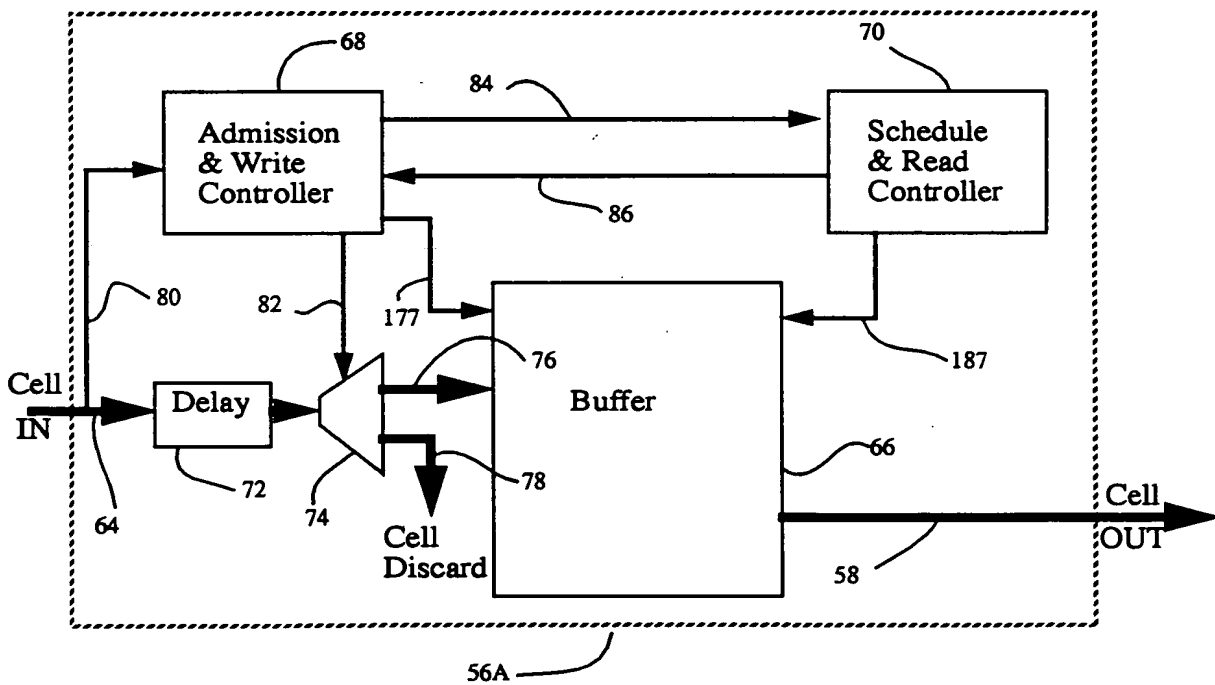 68
70
84
Admission
& Write
Controller
Schedule
& Read
Controller
86
80
82
177
187
76
Cell
IN
Delay
Buffer
72
64
74
78
66
Cell
Discard
Cell
OUT
58
56A